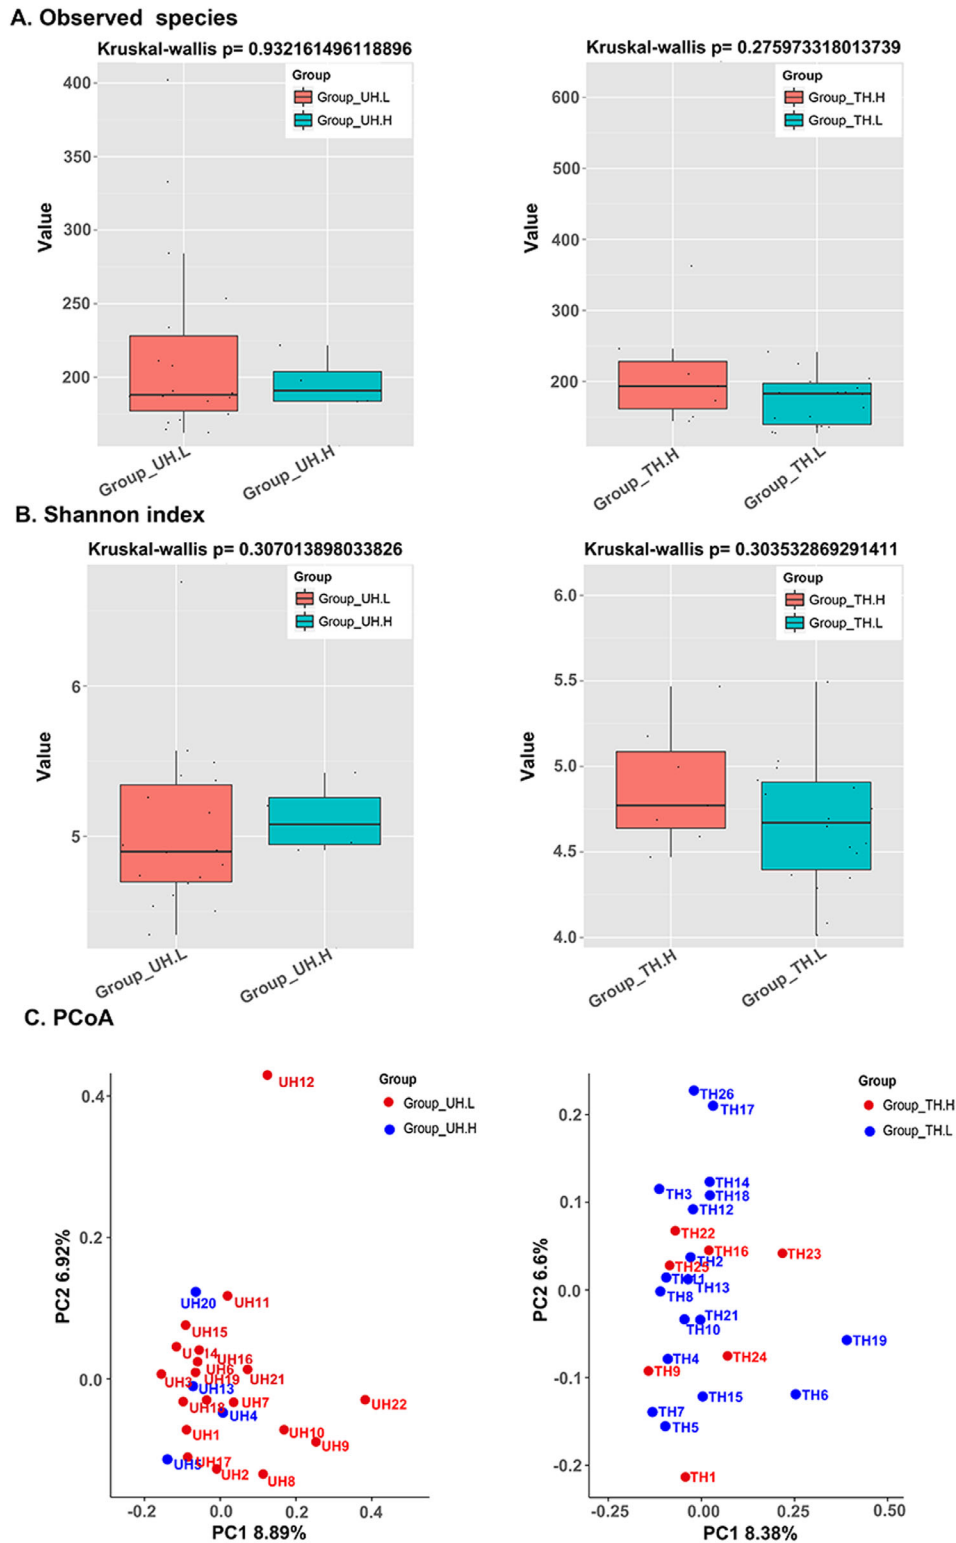 A. Observed  species
Kruskal-wallis p= 0.932161496118896
Kruskal-wallis p= 0.275973318013739
Group
Group_UH.L
Group_UH.H
Group
Group_TH.H
Group_TH.L
400
350
300
250
200
Value
600
500
400
300
200
Value
Group_UH.L
Group_UH.H
Group_TH.H
Group_TH.L
B. Shannon index
Kruskal-wallis p= 0.307013898033826
Kruskal-wallis p= 0.303532869291411
Group
Group_UH.L
Group_UH.H
Group
Group_TH.H
Group_TH.L
6
5
Value
6.0
5.5
5.0
4.5
4.0
Value
Group_UH.L
Group_UH.H
Group_TH.H
Group_TH.L
C. PCoA
Group
Group_UH.L
Group_UH.H
UH12
UH20
UH11
UH15
UH16
UH6
UH19
UH21
UH3
UH13
UH18
UH7
UH4
UH22
UH1
UH10
UH9
UH5
UH17
UH2
UH8
0.4
0.2
0.0
PC2 6.92%
-0.2
0.0
0.2
0.4
PC1 8.89%
Group
Group_TH.H
Group_TH.L
TH26
TH17
TH14
TH3
TH18
TH12
TH22
TH16
TH23
TH2
TH25
TH11
TH13
TH8
TH21
TH10
TH19
TH4
TH24
TH9
TH15
TH6
TH7
TH5
TH1
0.2
0.1
0.0
-0.1
-0.2
PC2 6.6%
-0.25
0.00
0.25
0.50
PC1 8.38%